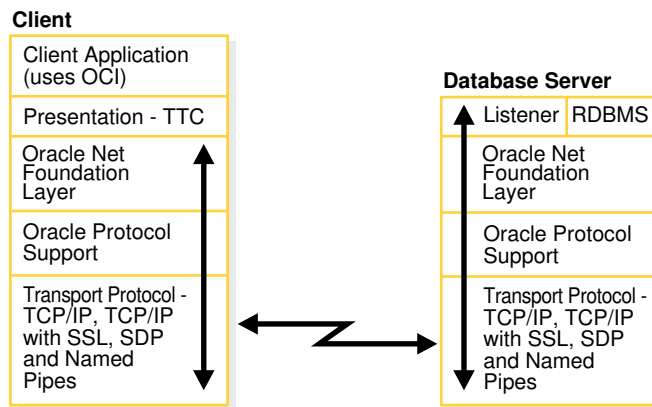 Client
Client Application
(uses OCI)
Presentation - TTC
Oracle Net
Foundation
Layer
Oracle Protocol
Support
Transport Protocol -
TCP/IP, TCP/IP
with SSL, SDP
and Named
Pipes
Database Server
Listener
RDBMS
Oracle Net
Foundation
Layer
Oracle Protocol
Support
Transport Protocol -
TCP/IP, TCP/IP
with SSL, SDP
and Named
Pipes